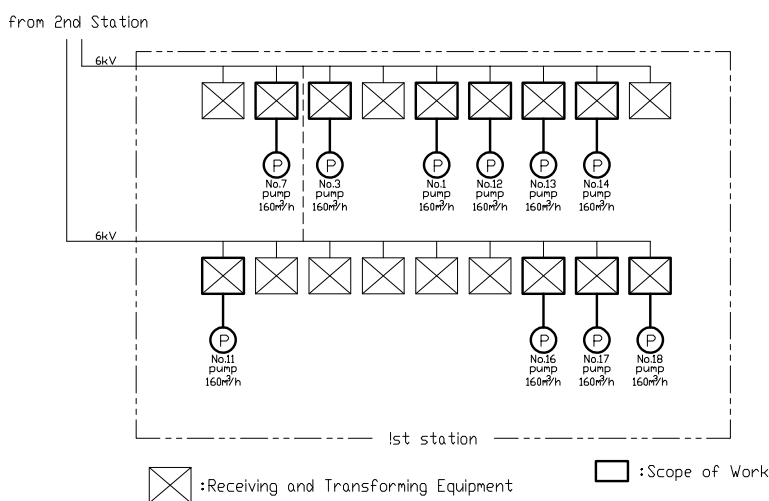 from 2nd Station
6kV
P P P P P P
No.7 No.3 No.1 No.12 No.13 No.14
pump pump pump pump pump pump
160m³/h 160m³/h 160m³/h 160m³/h 160m³/h 160m³/h
6kV
P P P P
No.11 No.16 No.17 No.18
pump pump pump pump
160m³/h 160m³/h 160m³/h 160m³/h
1st station
:Receiving and Transforming Equipment
:Scope of Work